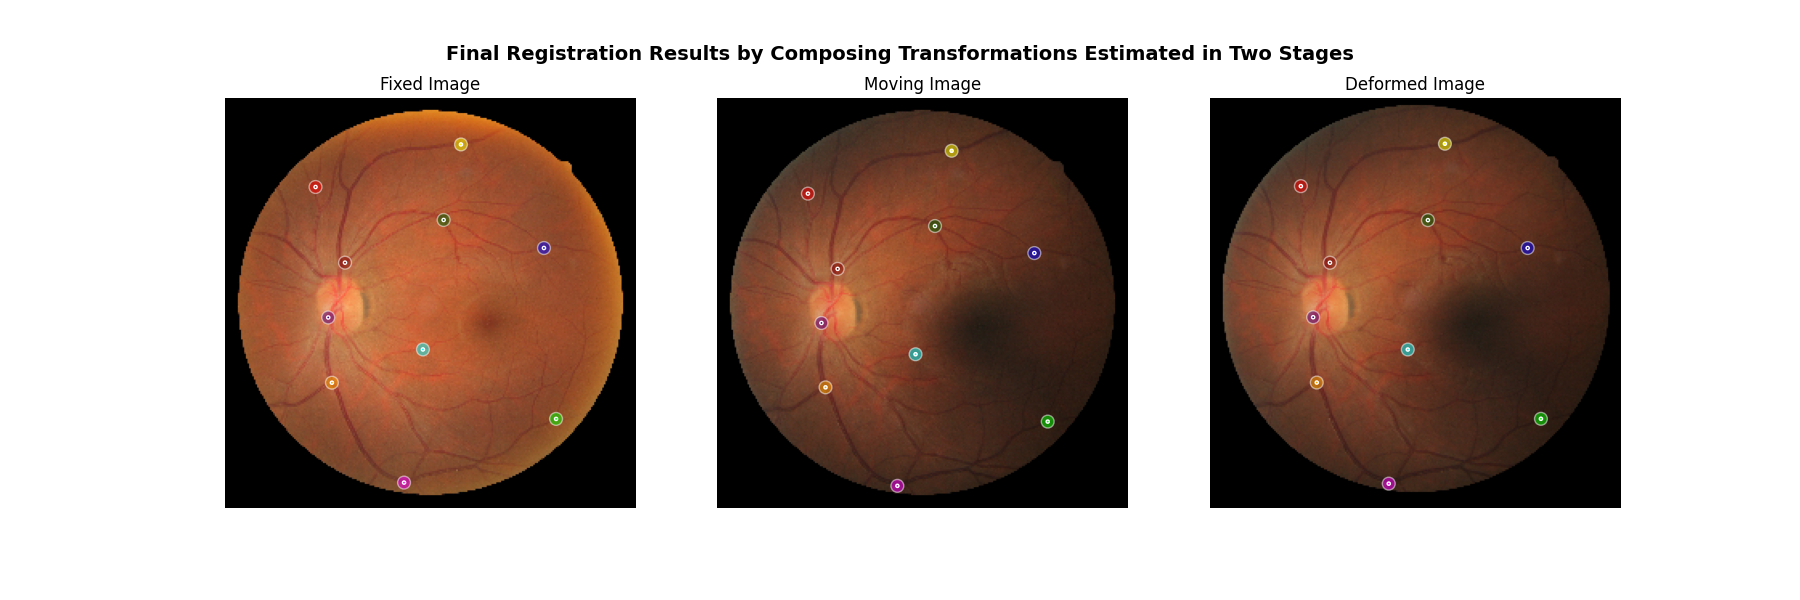 Final Registration Results by Composing Transformations Estimated in Two Stages
Fixed Image
Moving Image
Deformed Image